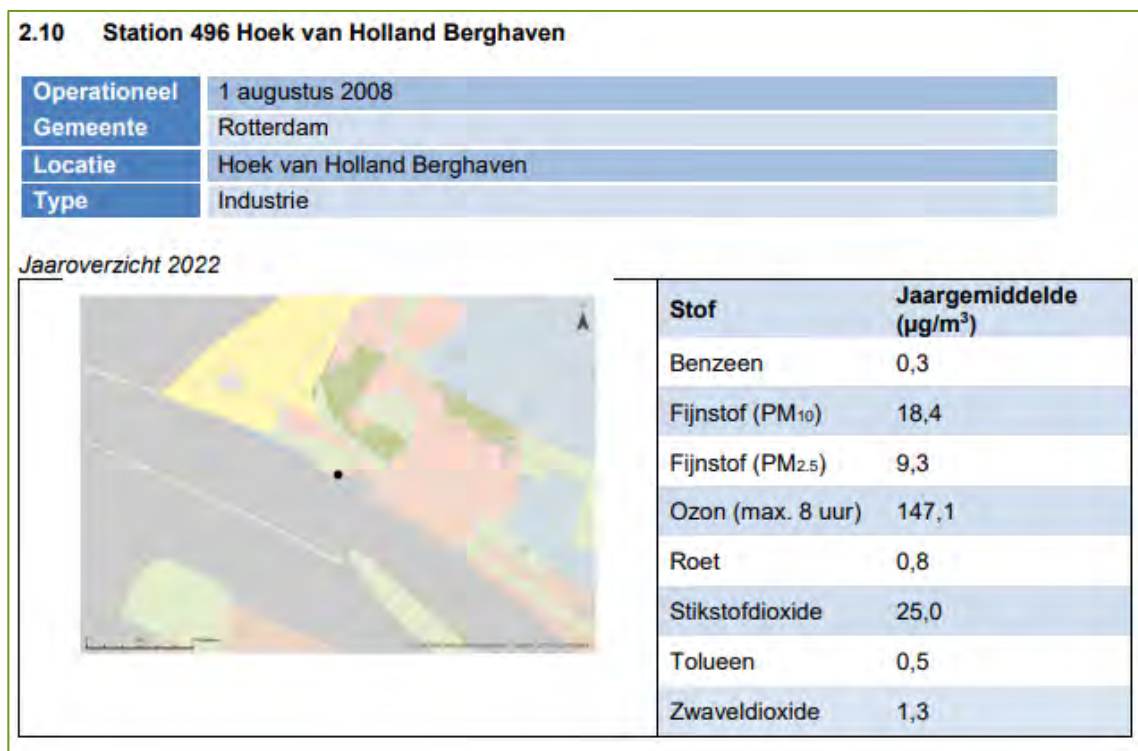 2.10 Station 496 Hoek van Holland Berghaven
Operationeel 1 augustus 2008
Gemeente Rotterdam
Locatie Hoek van Holland Berghaven
Type Industrie
Jaaroverzicht 2022
Stof Jaargemiddelde
(µg/m³)
Benzeen 0,3
Fijnstof (PM₁₀) 18,4
Fijnstof (PM₂.₅) 9,3
Ozon (max. 8 uur) 147,1
Roet 0,8
Stikstofdioxide 25,0
Tolueen 0,5
Zwaveldioxide 1,3